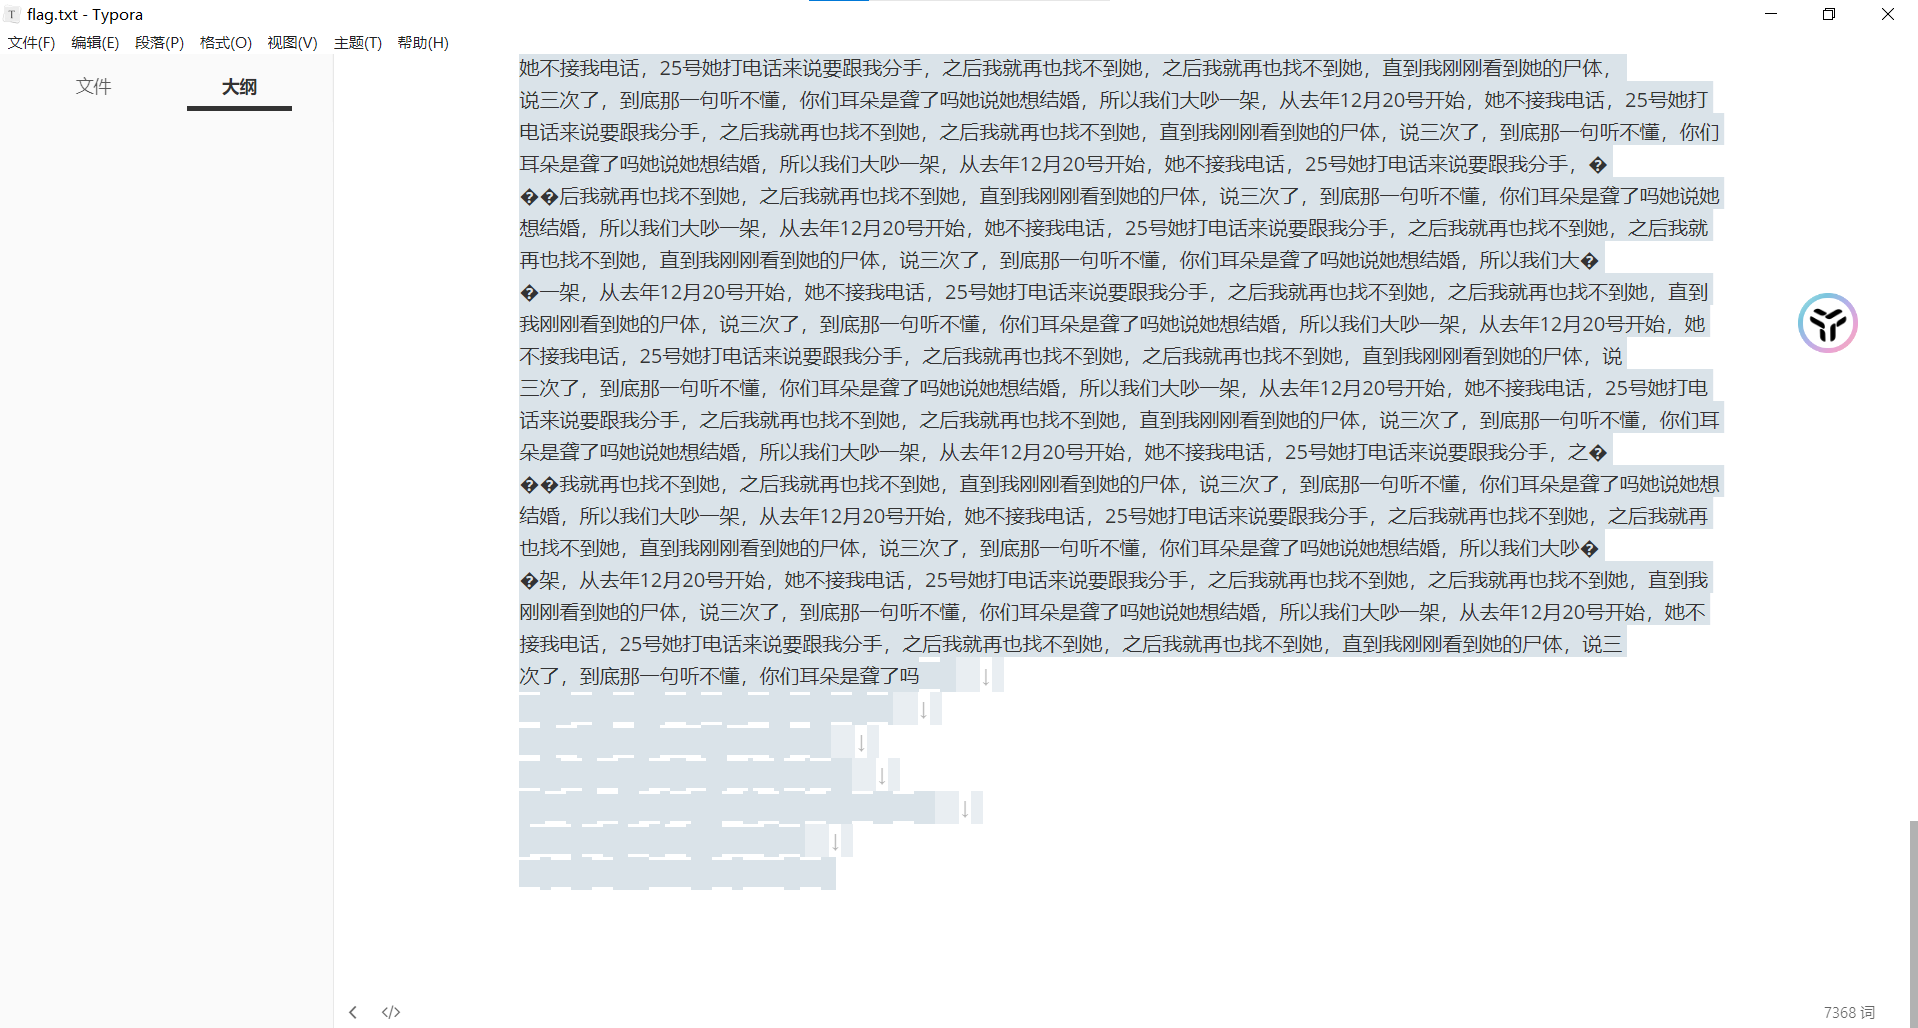 flag.txt - Typora
文件(F) 编辑(E) 段落(P) 格式(O) 视图(V) 主题(T) 帮助(H)
文件 大纲
她不接我电话，25号她打电话来说要跟我分手，之后我就再也找不到她，之后我就再也找不到她，直到我刚刚看到她的尸体，
说三次了，到底那一句听不懂，你们耳朵是聋了吗她说她想结婚，所以我们大吵一架，从去年12月20号开始，她不接我电话，25号她打
电话来说要跟我分手，之后我就再也找不到她，之后我就再也找不到她，直到我刚刚看到她的尸体，说三次了，到底那一句听不懂，你们
耳朵是聋了吗她说她想结婚，所以我们大吵一架，从去年12月20号开始，她不接我电话，25号她打电话来说要跟我分手，�
��后我就再也找不到她，之后我就再也找不到她，直到我刚刚看到她的尸体，说三次了，到底那一句听不懂，你们耳朵是聋了吗她说她
想结婚，所以我们大吵一架，从去年12月20号开始，她不接我电话，25号她打电话来说要跟我分手，之后我就再也找不到她，之后我就
再也找不到她，直到我刚刚看到她的尸体，说三次了，到底那一句听不懂，你们耳朵是聋了吗她说她想结婚，所以我们大�
�一架，从去年12月20号开始，她不接我电话，25号她打电话来说要跟我分手，之后我就再也找不到她，之后我就再也找不到她，直到
我刚刚看到她的尸体，说三次了，到底那一句听不懂，你们耳朵是聋了吗她说她想结婚，所以我们大吵一架，从去年12月20号开始，她
不接我电话，25号她打电话来说要跟我分手，之后我就再也找不到她，之后我就再也找不到她，直到我刚刚看到她的尸体，说
三次了，到底那一句听不懂，你们耳朵是聋了吗她说她想结婚，所以我们大吵一架，从去年12月20号开始，她不接我电话，25号她打电
话来说要跟我分手，之后我就再也找不到她，之后我就再也找不到她，直到我刚刚看到她的尸体，说三次了，到底那一句听不懂，你们耳
朵是聋了吗她说她想结婚，所以我们大吵一架，从去年12月20号开始，她不接我电话，25号她打电话来说要跟我分手，之�
��我就再也找不到她，之后我就再也找不到她，直到我刚刚看到她的尸体，说三次了，到底那一句听不懂，你们耳朵是聋了吗她说她想
结婚，所以我们大吵一架，从去年12月20号开始，她不接我电话，25号她打电话来说要跟我分手，之后我就再也找不到她，之后我就再
也找不到她，直到我刚刚看到她的尸体，说三次了，到底那一句听不懂，你们耳朵是聋了吗她说她想结婚，所以我们大吵�
�架，从去年12月20号开始，她不接我电话，25号她打电话来说要跟我分手，之后我就再也找不到她，之后我就再也找不到她，直到我
刚刚看到她的尸体，说三次了，到底那一句听不懂，你们耳朵是聋了吗她说她想结婚，所以我们大吵一架，从去年12月20号开始，她不
接我电话，25号她打电话来说要跟我分手，之后我就再也找不到她，之后我就再也找不到她，直到我刚刚看到她的尸体，说三
次了，到底那一句听不懂，你们耳朵是聋了吗 ↓
↓
↓
↓
↓
↓
7368 词